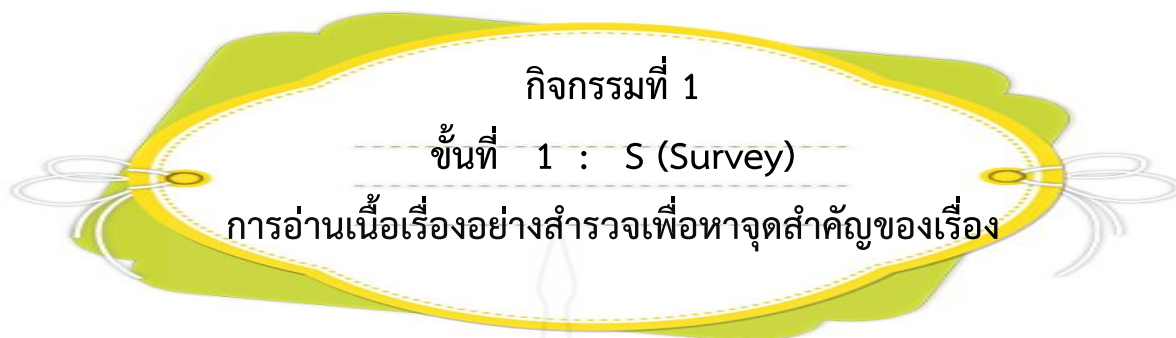 กิจกรรมที่ 1
ขั้นที่ 1 : S (Survey)
การอ่านเนื้อเรื่องอย่างสำรวจเพื่อหาจุดสำคัญของเรื่อง